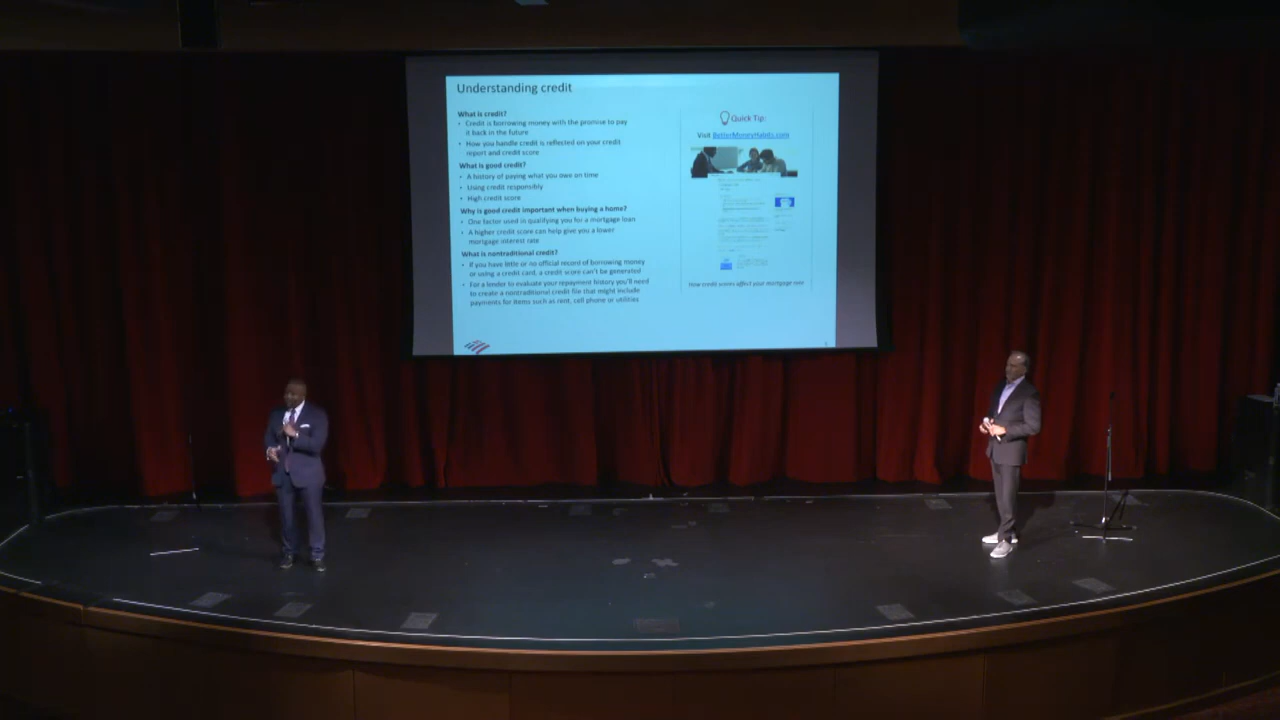 Understanding credit
What is credit?
• Credit is borrowing money with the promise to pay
it back in the future
• How you handle credit is reflected on your credit
report and credit score
What is good credit?
• A history of paying what you owe on time
• Using credit responsibly
• High credit score
Why is good credit important when buying a home?
• One factor used in qualifying you for a mortgage loan
• A higher credit score can help give you a lower
mortgage interest rate
What is nontraditional credit?
• If you have little or no official record of borrowing money
or using a credit card, a credit score can't be generated
• For a lender to evaluate your repayment history you'll need
to create a nontraditional credit file that might include
payments for items such as rent, cell phone or utilities
Quick Tip:
Visit BetterMoneyHabits.com
How credit scores affect your mortgage rate